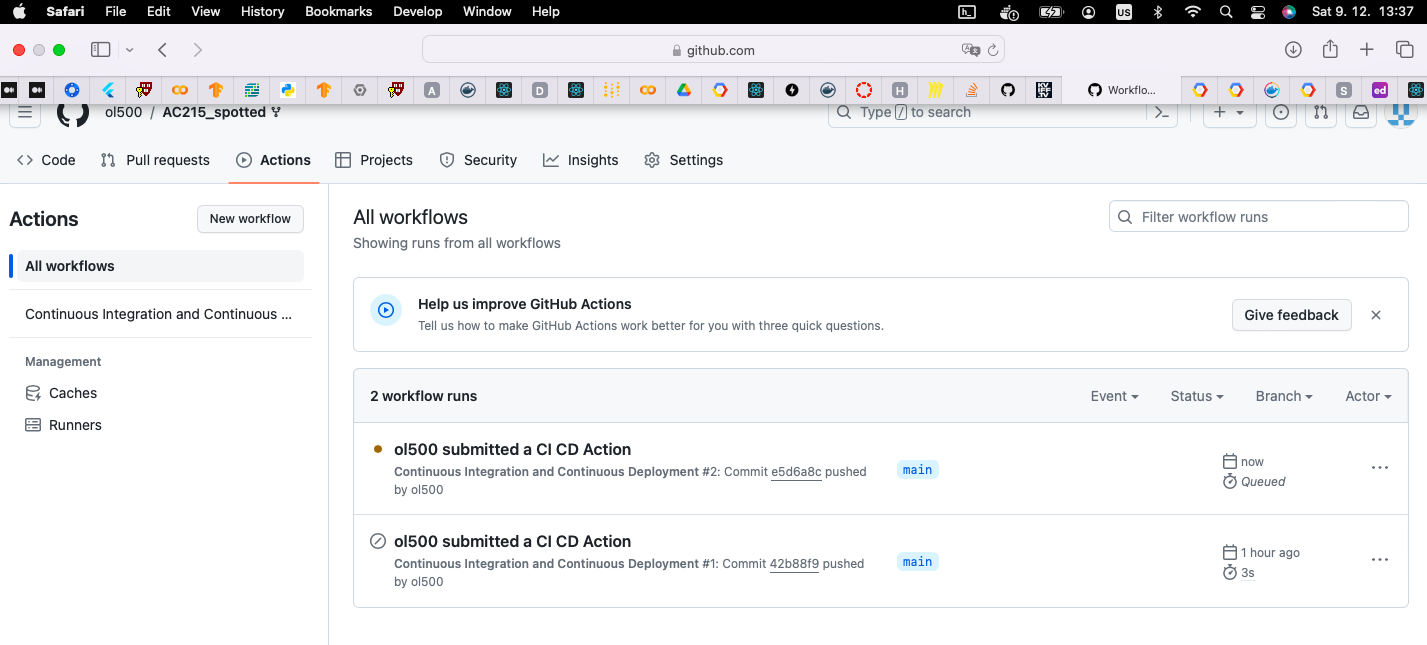 Safari File Edit View History Bookmarks Develop Window Help US Sat 9. 12. 13:37
github.com
A D H Workflo... S ed
ol500 / AC215_spotted Type / to search
Code Pull requests Actions Projects Security Insights Settings
Actions New workflow
All workflows
Continuous Integration and Continuous ...
Management
Caches
Runners
All workflows
Showing runs from all workflows
Filter workflow runs
Help us improve GitHub Actions
Tell us how to make GitHub Actions work better for you with three quick questions.
Give feedback
2 workflow runs Event Status Branch Actor
ol500 submitted a CI CD Action
Continuous Integration and Continuous Deployment #2: Commit e5d6a8c pushed
by ol500
main
now
Queued
ol500 submitted a CI CD Action
Continuous Integration and Continuous Deployment #1: Commit 42b88f9 pushed
by ol500
main
1 hour ago
3s